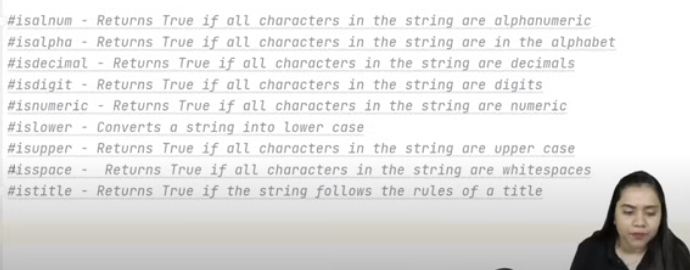 #isalnum - Returns True if all characters in the string are alphanumeric
#isalpha - Returns True if all characters in the string are in the alphabet
#isdecimal - Returns True if all characters in the string are decimals
#isdigit - Returns True if all characters in the string are digits
#isnumeric - Returns True if all characters in the string are numeric
#islower - Converts a string into lower case
#isupper - Returns True if all characters in the string are upper case
#isspace -  Returns True if all characters in the string are whitespaces
#istitle - Returns True if the string follows the rules of a title